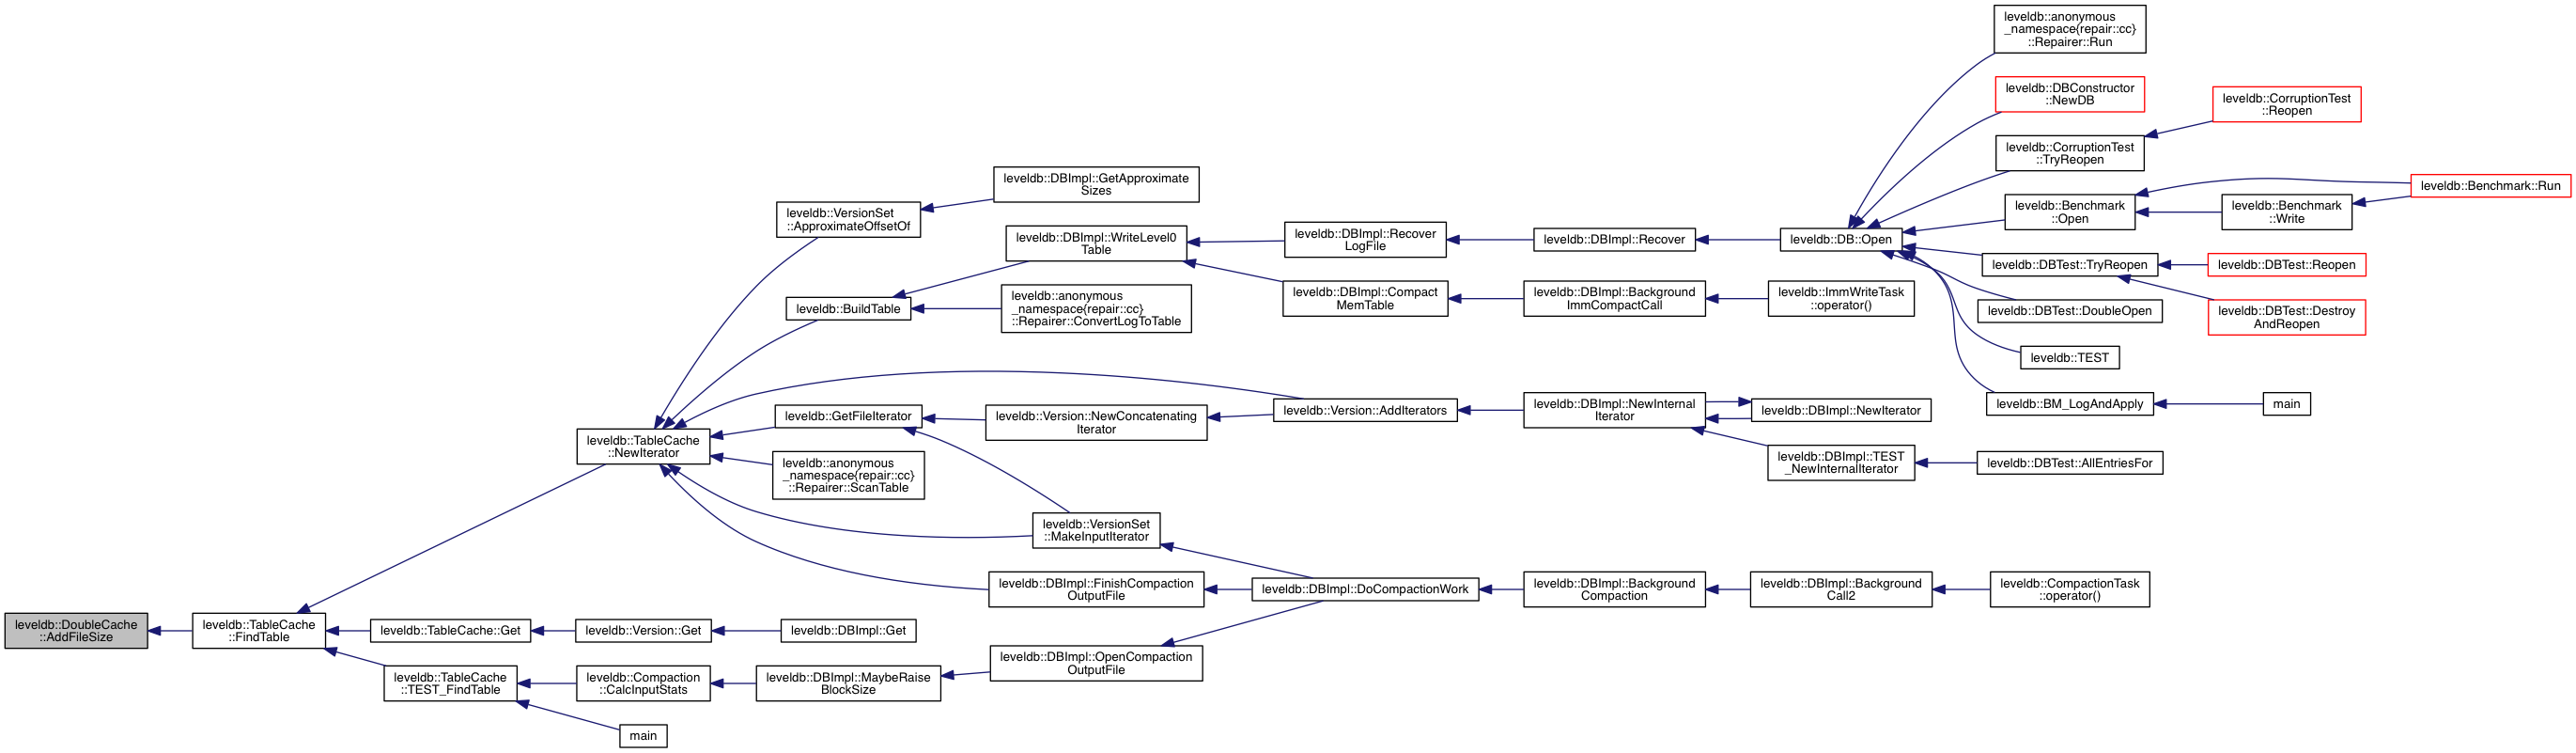 leveldb::anonymous
_namespace{repair::cc}
::Repairer::Run
leveldb::DBConstructor
::NewDB
leveldb::CorruptionTest
::Reopen
leveldb::CorruptionTest
::TryReopen
leveldb::DBImpl::GetApproximate
Sizes
leveldb::Benchmark::Run
leveldb::Benchmark
::Open
leveldb::Benchmark
::Write
leveldb::VersionSet
::ApproximateOffsetOf
leveldb::DBImpl::WriteLevel0
Table
leveldb::DBImpl::Recover
LogFile
leveldb::DBImpl::Recover
leveldb::DB::Open
leveldb::DBTest::TryReopen
leveldb::DBTest::Reopen
leveldb::BuildTable
leveldb::anonymous
_namespace{repair::cc}
::Repairer::ConvertLogToTable
leveldb::DBImpl::Compact
MemTable
leveldb::DBImpl::Background
ImmCompactCall
leveldb::ImmWriteTask
::operator()
leveldb::DBTest::DoubleOpen
leveldb::DBTest::Destroy
AndReopen
leveldb::TEST
leveldb::GetFileIterator
leveldb::Version::NewConcatenating
Iterator
leveldb::Version::AddIterators
leveldb::DBImpl::NewInternal
Iterator
leveldb::DBImpl::NewIterator
leveldb::BM_LogAndApply
main
leveldb::TableCache
::NewIterator
leveldb::anonymous
_namespace{repair::cc}
::Repairer::ScanTable
leveldb::DBImpl::TEST
_NewInternalIterator
leveldb::DBTest::AllEntriesFor
leveldb::VersionSet
::MakeInputIterator
leveldb::DBImpl::FinishCompaction
OutputFile
leveldb::DBImpl::DoCompactionWork
leveldb::DBImpl::Background
Compaction
leveldb::DBImpl::Background
Call2
leveldb::CompactionTask
::operator()
leveldb::DoubleCache
::AddFileSize
leveldb::TableCache
::FindTable
leveldb::TableCache::Get
leveldb::Version::Get
leveldb::DBImpl::Get
leveldb::TableCache
::TEST_FindTable
leveldb::Compaction
::CalcInputStats
leveldb::DBImpl::MaybeRaise
BlockSize
leveldb::DBImpl::OpenCompaction
OutputFile
main